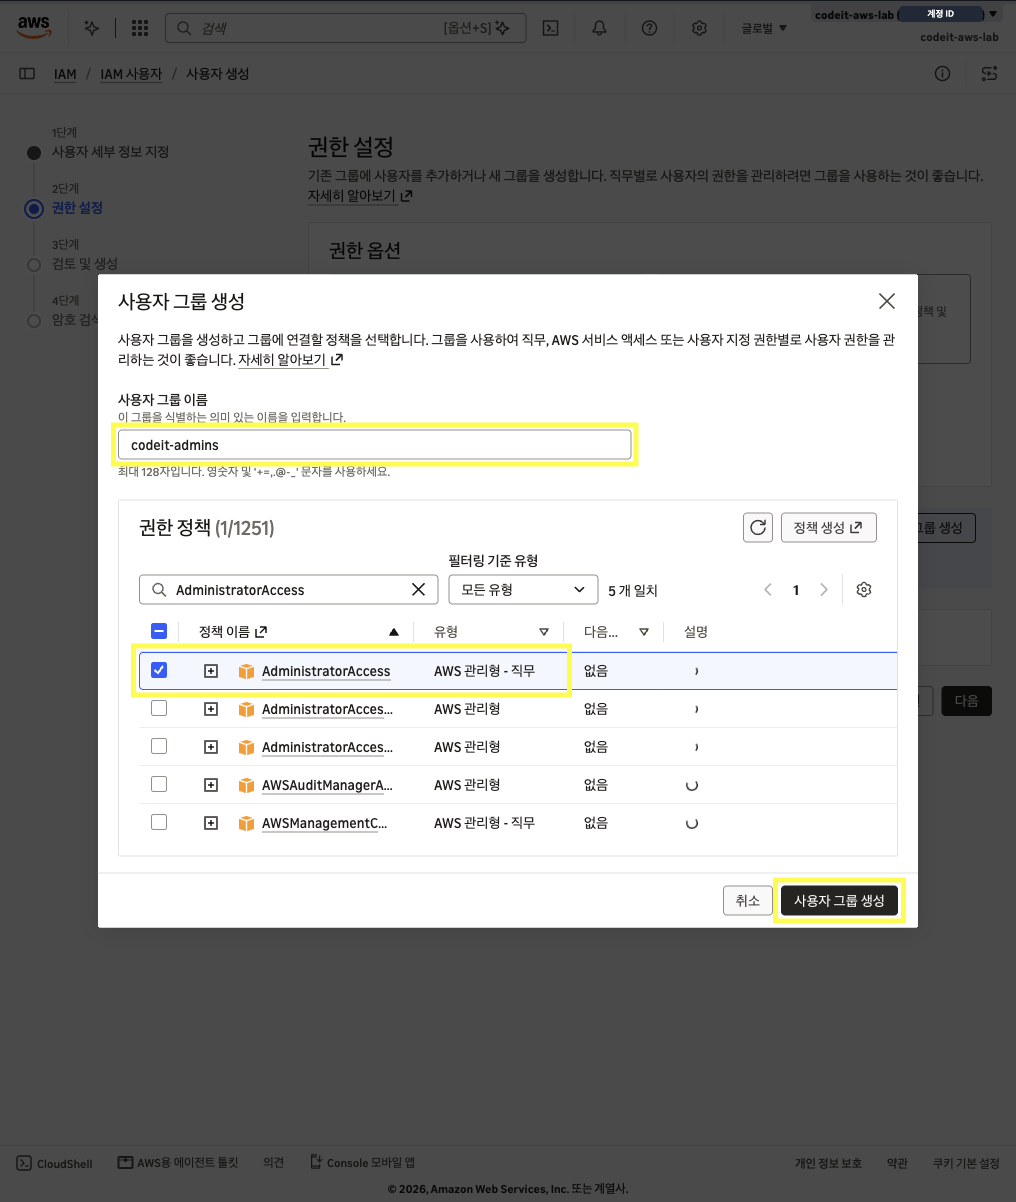 aws
검색
[옵션+S]
글로벌
codeit-aws-lab (
계정 ID
codeit-aws-lab
IAM / IAM 사용자 / 사용자 생성
1단계
사용자 세부 정보 지정
2단계
권한 설정
3단계
검토 및 생성
4단계
암호 검색
권한 설정
기존 그룹에 사용자를 추가하거나 새 그룹을 생성합니다. 직무별로 사용자의 권한을 관리하려면 그룹을 사용하는 것이 좋습니다.
자세히 알아보기
권한 옵션
정책 및
그룹 생성
다음
사용자 그룹 생성
사용자 그룹을 생성하고 그룹에 연결할 정책을 선택합니다. 그룹을 사용하여 직무, AWS 서비스 액세스 또는 사용자 지정 권한별로 사용자 권한을 관
리하는 것이 좋습니다. 자세히 알아보기
사용자 그룹 이름
이 그룹을 식별하는 의미 있는 이름을 입력합니다.
codeit-admins
최대 128자입니다. 영숫자 및 '+=,.@-_' 문자를 사용하세요.
권한 정책 (1/1251)
정책 생성
필터링 기준 유형
AdministratorAccess
모든 유형
5 개 일치
1
정책 이름 유형 다음... 설명
AdministratorAccess AWS 관리형 - 직무 없음
AdministratorAcces... AWS 관리형 없음
AdministratorAcces... AWS 관리형 없음
AWSAuditManagerA... AWS 관리형 없음
AWSManagementC... AWS 관리형 - 직무 없음
취소
사용자 그룹 생성
CloudShell
AWS용 에이전트 툴킷
의견
Console 모바일 앱
개인 정보 보호
약관
쿠키 기본 설정
© 2026, Amazon Web Services, Inc. 또는 계열사.